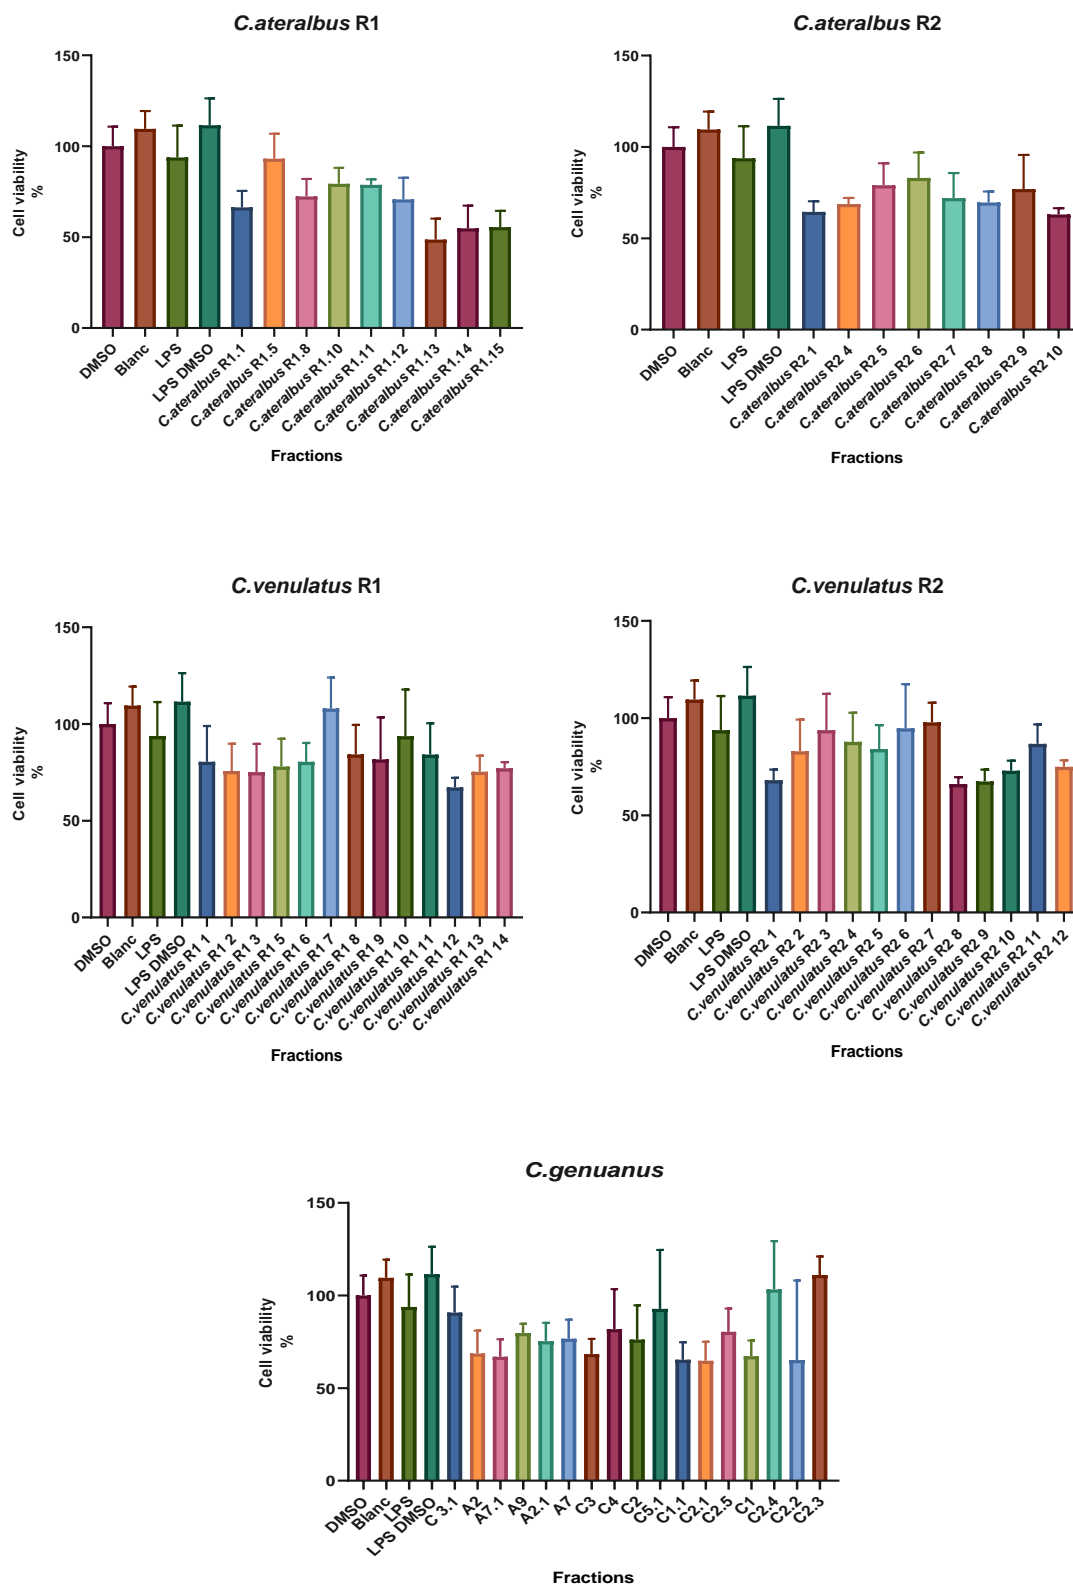 C.ateralbus R1
150
100
50
0
Cell viability
%
DMSO
Blanc
LPS
LPS DMSO
C.ateralbus R1.1
C.ateralbus R1.5
C.ateralbus R1.8
C.ateralbus R1.10
C.ateralbus R1.11
C.ateralbus R1.12
C.ateralbus R1.13
C.ateralbus R1.14
C.ateralbus R1.15
Fractions
C.ateralbus R2
150
100
50
0
Cell viability
%
DMSO
Blanc
LPS
LPS DMSO
C.ateralbus R2 1
C.ateralbus R2 4
C.ateralbus R2 5
C.ateralbus R2 6
C.ateralbus R2 7
C.ateralbus R2 8
C.ateralbus R2 9
C.ateralbus R2 10
Fractions
C.venulatus R1
150
100
50
0
Cell viability
%
DMSO
Blanc
LPS
LPS DMSO
C.venulatus R1 1
C.venulatus R1 2
C.venulatus R1 3
C.venulatus R1 5
C.venulatus R1 6
C.venulatus R1 7
C.venulatus R1 8
C.venulatus R1 9
C.venulatus R1 10
C.venulatus R1 11
C.venulatus R1 12
C.venulatus R1 13
C.venulatus R1 14
Fractions
C.venulatus R2
150
100
50
0
Cell viability
%
DMSO
Blanc
LPS
LPS DMSO
C.venulatus R2 1
C.venulatus R2 2
C.venulatus R2 3
C.venulatus R2 4
C.venulatus R2 5
C.venulatus R2 6
C.venulatus R2 7
C.venulatus R2 8
C.venulatus R2 9
C.venulatus R2 10
C.venulatus R2 11
C.venulatus R2 12
Fractions
C.genuanus
150
100
50
0
Cell viability
%
DMSO
Blanc
LPS
LPS DMSO
C 3.1
A2
A7.1
A9
A2.1
A7
C3
C4
C2
C5.1
C1.1
C2.1
C2.5
C1
C2.4
C2.2
C2.3
Fractions